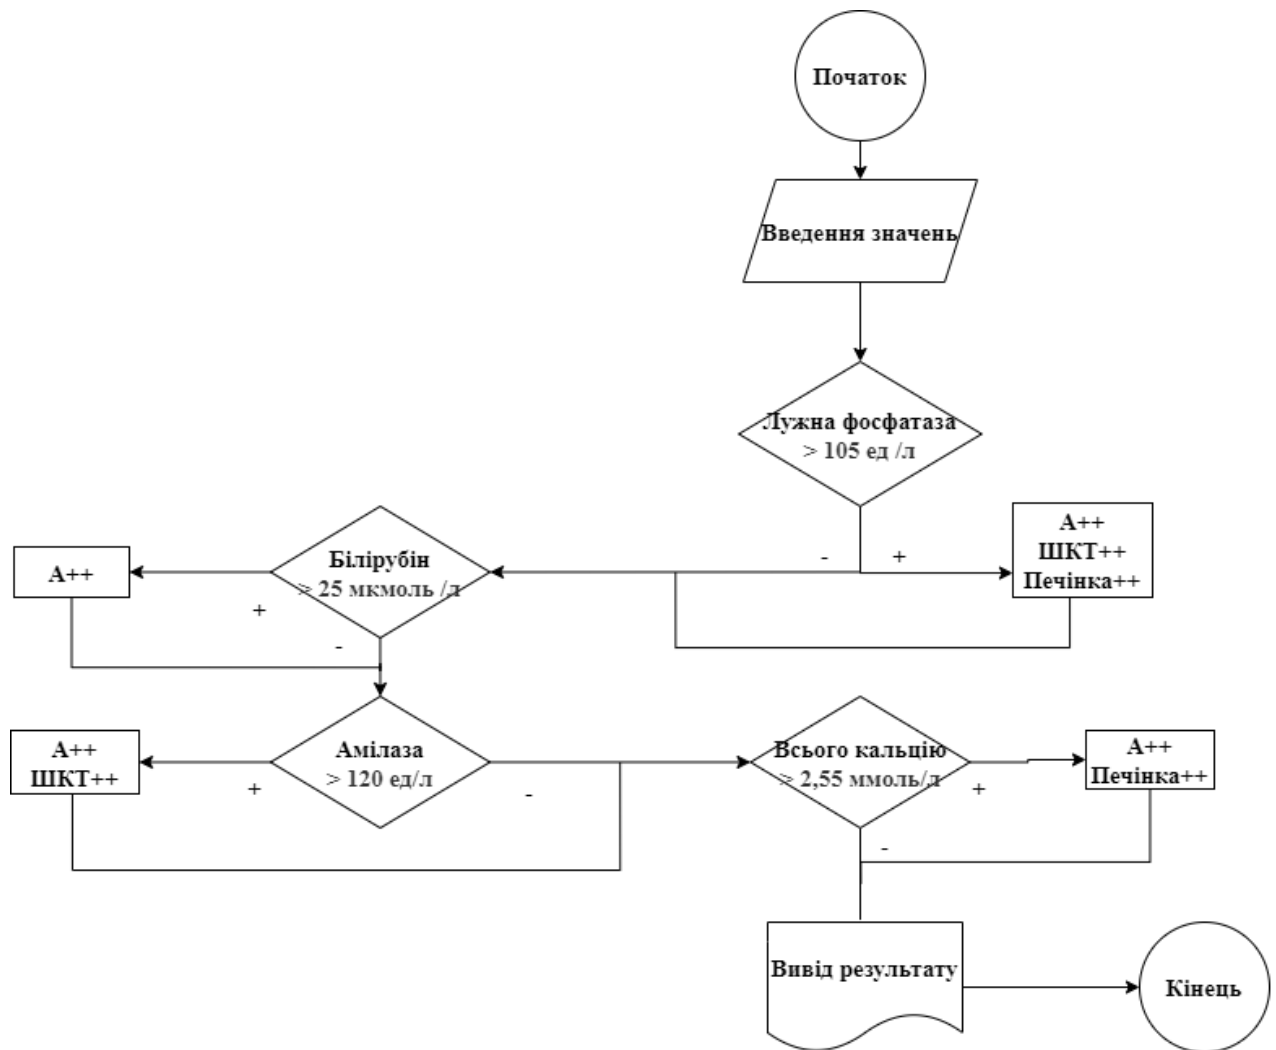 Початок
Введення значень
Лужна фосфатаза
> 105 ед /л
-
+
А++
ШКТ++
Печінка++
Білірубін
> 25 мкмоль /л
А++
+
-
Амілаза
> 120 ед/л
А++
ШКТ++
+
-
Всього кальцію
> 2,55 ммоль/л
А++
Печінка++
+
-
Вивід результату
Кінець